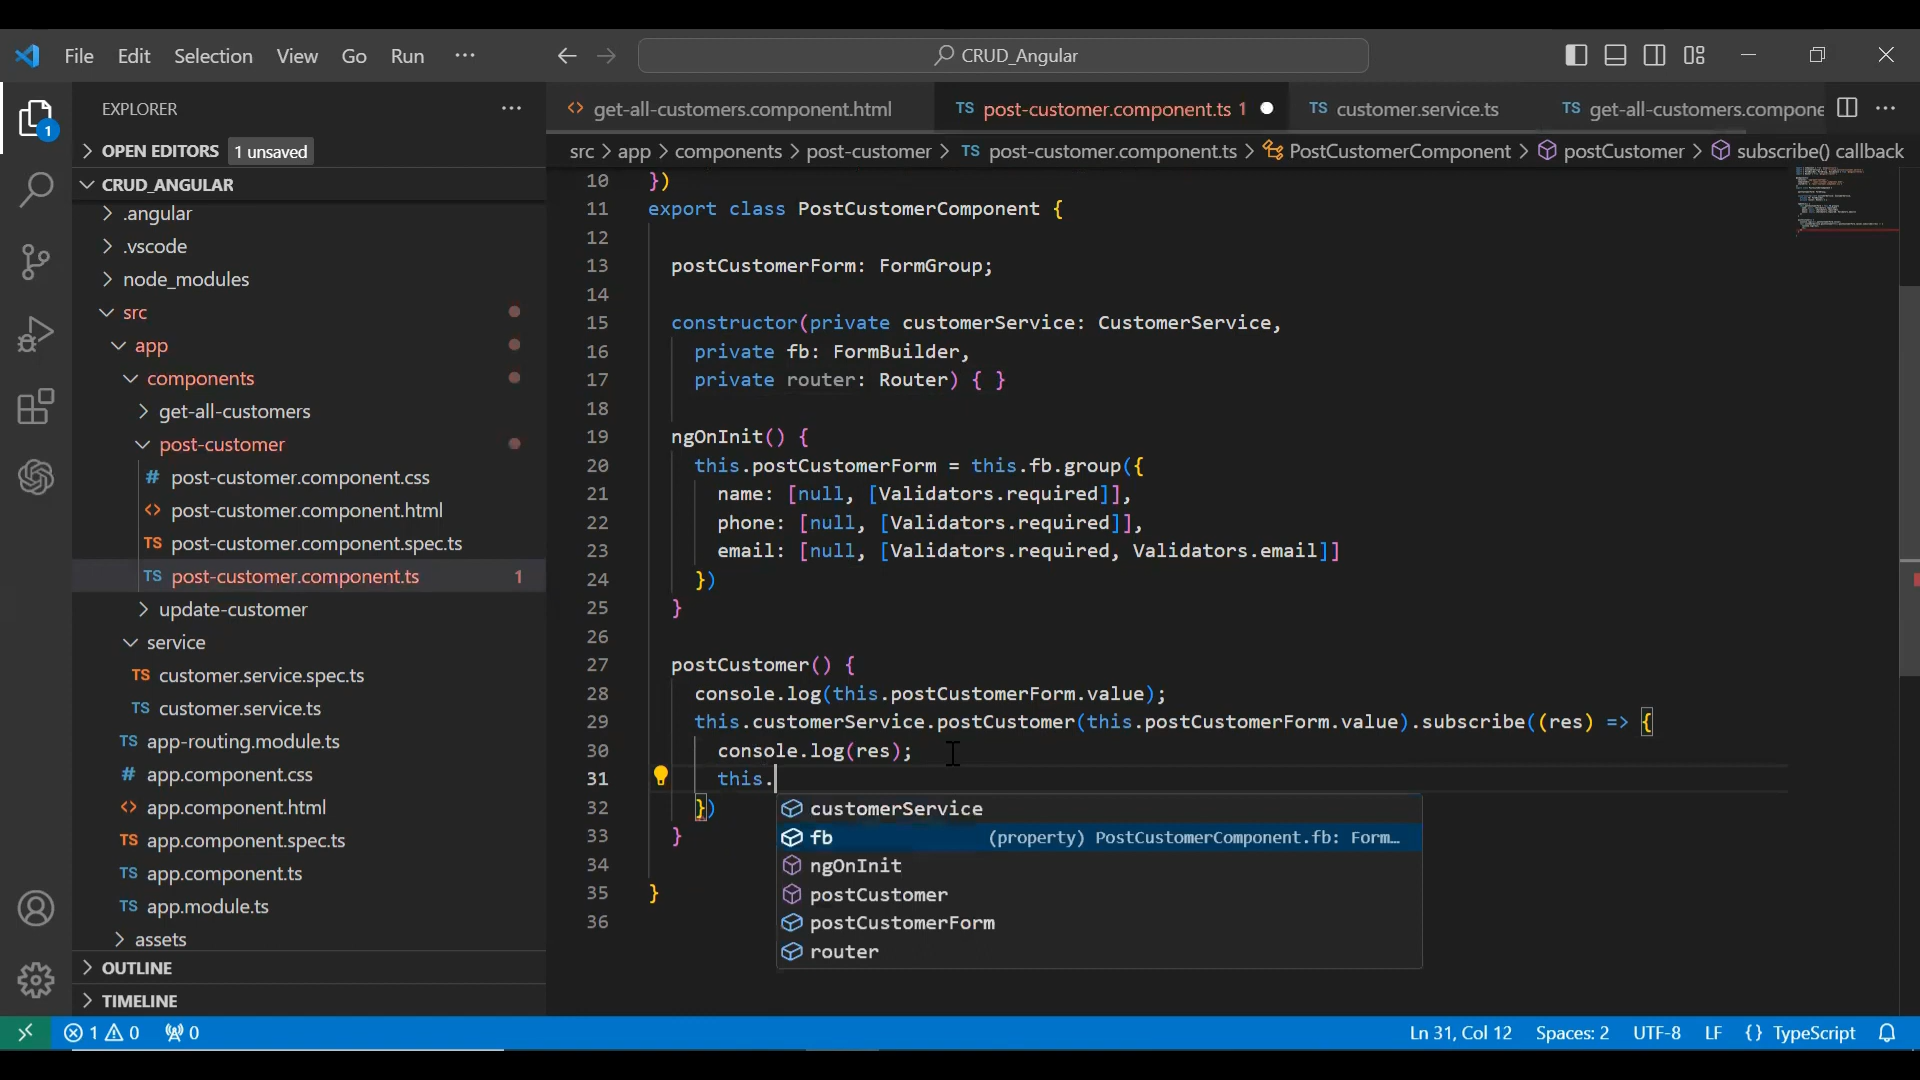 File Edit Selection View Go Run ···
CRUD_Angular
EXPLORER
1
OPEN EDITORS 1 unsaved
CRUD_ANGULAR
.angular
.vscode
node_modules
src
app
components
get-all-customers
post-customer
# post-customer.component.css
<> post-customer.component.html
TS post-customer.component.spec.ts
TS post-customer.component.ts 1
update-customer
service
TS customer.service.spec.ts
TS customer.service.ts
TS app-routing.module.ts
# app.component.css
<> app.component.html
TS app.component.spec.ts
TS app.component.ts
TS app.module.ts
assets
OUTLINE
TIMELINE
<> get-all-customers.component.html TS post-customer.component.ts 1 TS customer.service.ts TS get-all-customers.compone
src > app > components > post-customer > TS post-customer.component.ts > PostCustomerComponent > postCustomer > subscribe() callback
10 })
11 export class PostCustomerComponent {
12
13 postCustomerForm: FormGroup;
14
15 constructor(private customerService: CustomerService,
16 private fb: FormBuilder,
17 private router: Router) { }
18
19 ngOnInit() {
20 this.postCustomerForm = this.fb.group({
21 name: [null, [Validators.required]],
22 phone: [null, [Validators.required]],
23 email: [null, [Validators.required, Validators.email]]
24 })
25 }
26
27 postCustomer() {
28 console.log(this.postCustomerForm.value);
29 this.customerService.postCustomer(this.postCustomerForm.value).subscribe((res) => {
30 console.log(res);
31 this.
32 })
33 }
34
35 }
36
customerService
fb (property) PostCustomerComponent.fb: Form…
ngOnInit
postCustomer
postCustomerForm
router
1 0 0 Ln 31, Col 12 Spaces: 2 UTF-8 LF {} TypeScript